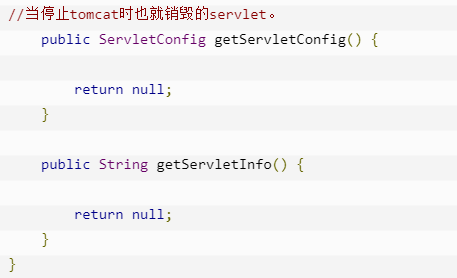 //当停止tomcat时也就销毁的servlet。
public ServletConfig getServletConfig() {
return null;
}
public String getServletInfo() {
return null;
}
}